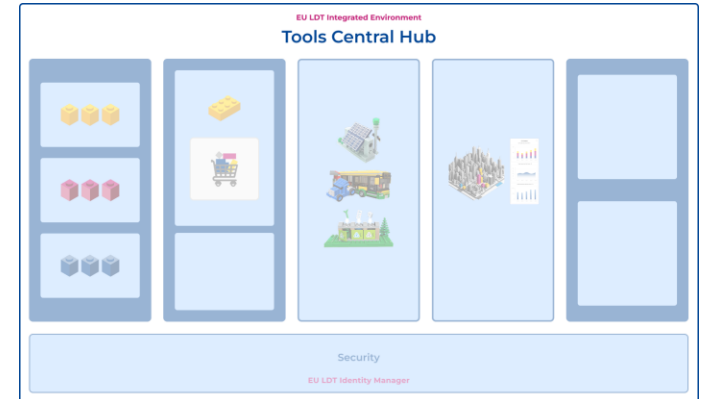 EU LDT Integrated Environment
Tools Central Hub
Security
EU LDT Identity Manager